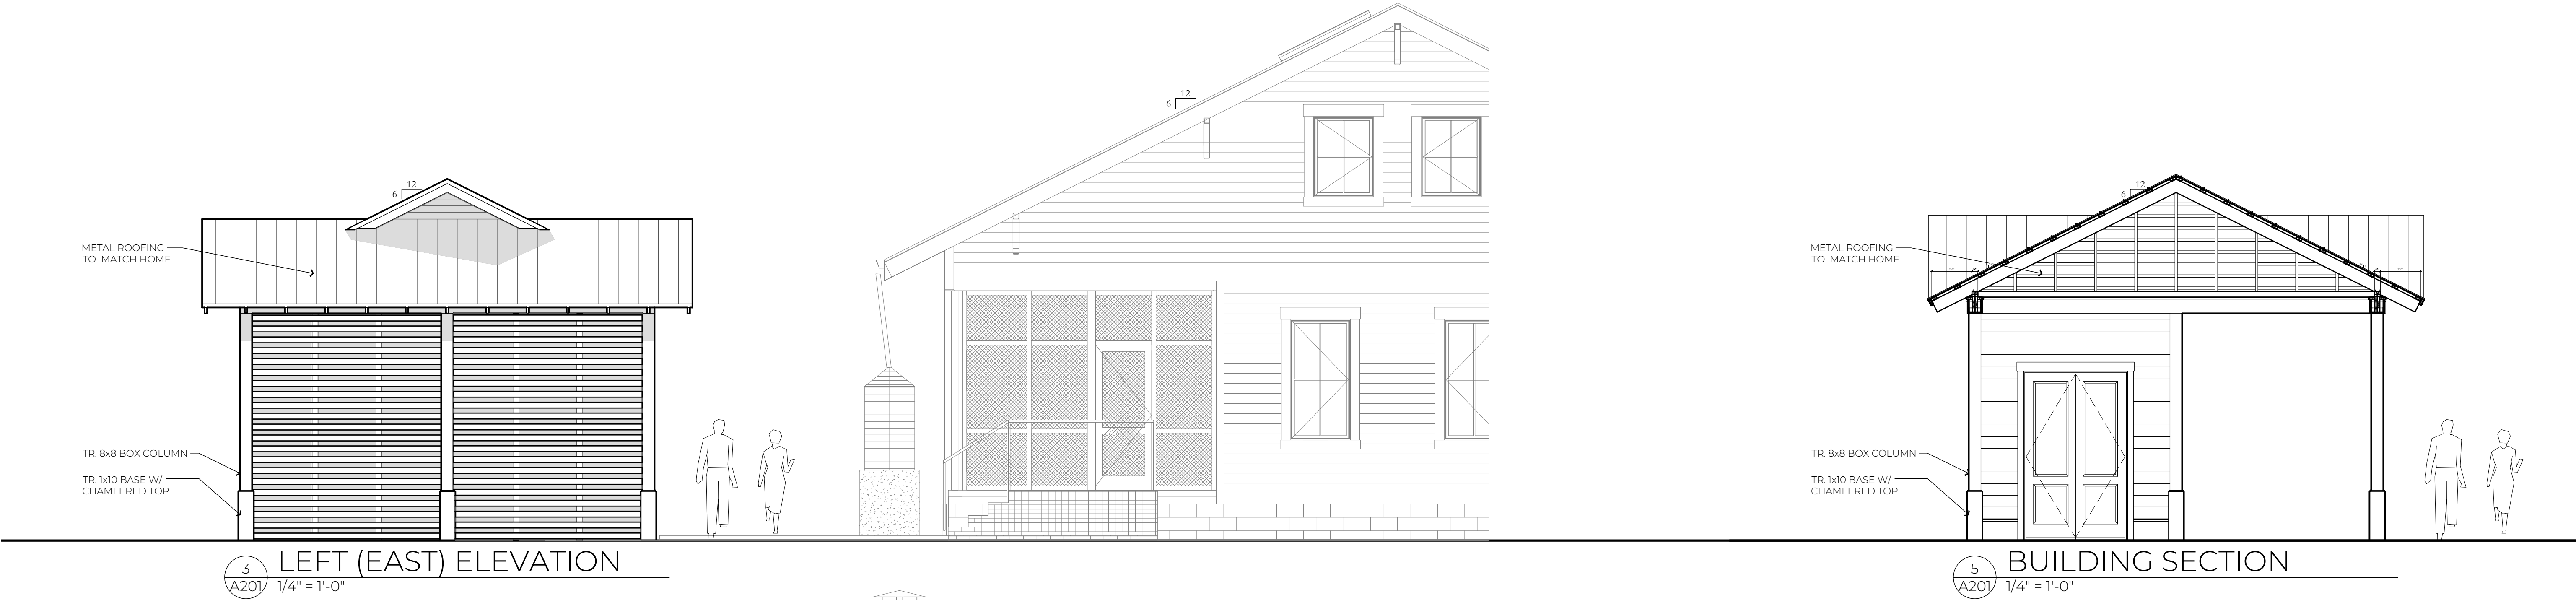 12
6
METAL ROOFING
TO MATCH HOME
TR. 8x8 BOX COLUMN
TR. 1x10 BASE W/
CHAMFERED TOP
3
A201
LEFT (EAST) ELEVATION
1/4" = 1'-0"
12
6
12
6
METAL ROOFING
TO MATCH HOME
TR. 8x8 BOX COLUMN
TR. 1x10 BASE W/
CHAMFERED TOP
5
A201
BUILDING SECTION
1/4" = 1'-0"